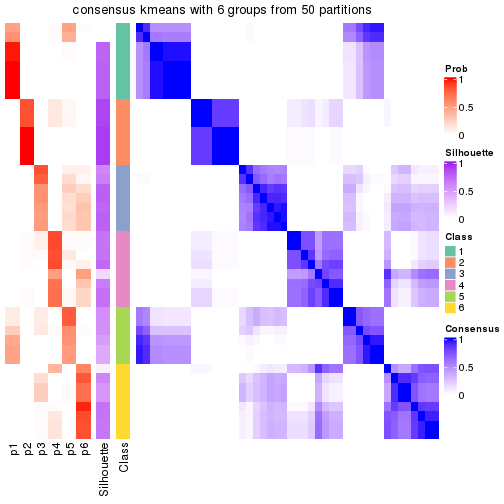 consensus kmeans with 6 groups from 50 partitions
Prob
1
0.5
0
Silhouette
1
0.5
0
Class
1
2
3
4
5
6
Consensus
1
0.5
0
p1
p2
p3
p4
p5
p6
Silhouette
Class